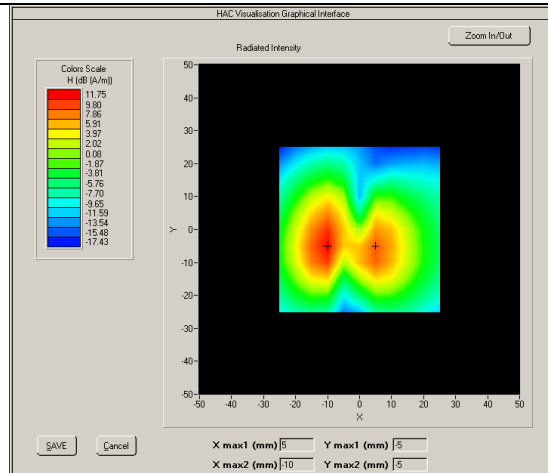 HAC Visualisation Graphical Interface
Zoom In/Out
Radiated Intensity
Colors Scale
H (dB (A/m))
11.75
9.80
7.86
5.91
3.97
2.02
0.08
-1.87
-3.81
-5.76
-7.70
-9.65
-11.59
-13.54
-15.48
-17.43
50
40
30
20
10
0
-10
-20
-30
-40
-50
Y
-50 -40 -30 -20 -10 0 10 20 30 40 50
X
SAVE Cancel
X max1 (mm) 5 Y max1 (mm) -5
X max2 (mm) -10 Y max2 (mm) -5